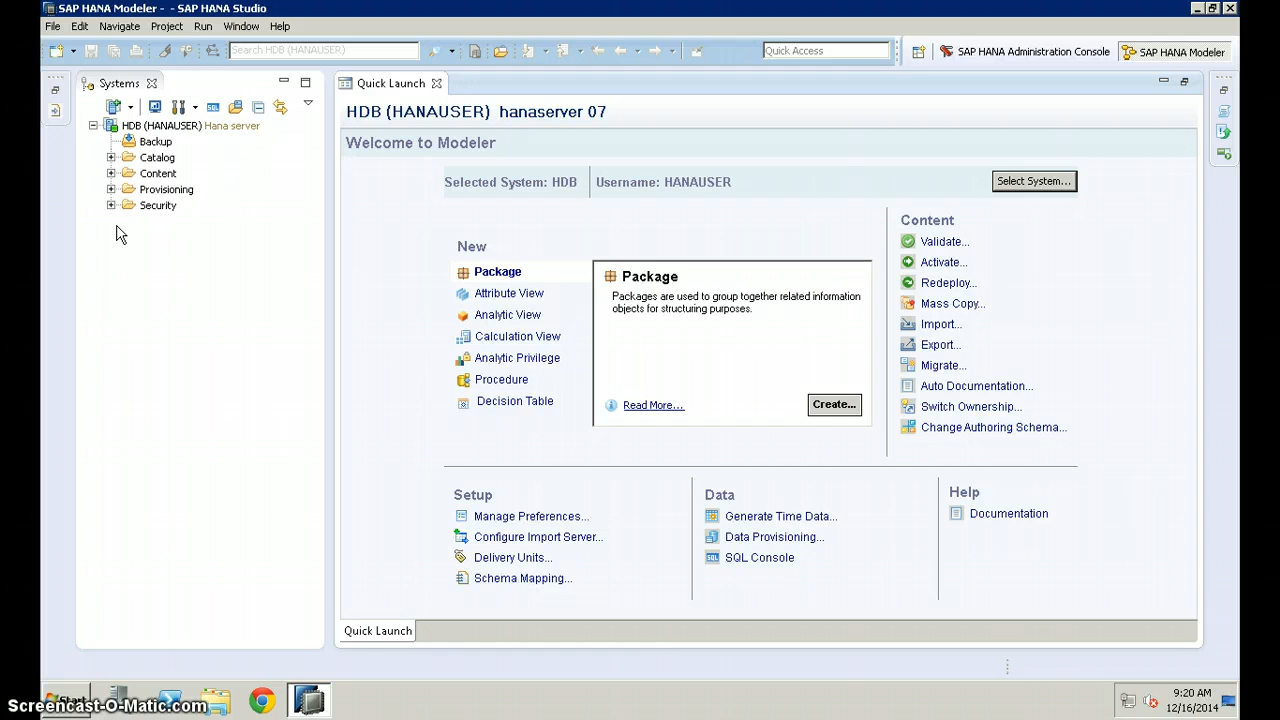 SAP HANA Modeler -  - SAP HANA Studio
File Edit Navigate Project Run Window Help
Search HDB (HANAUSER)
Quick Access
SAP HANA Administration Console
SAP HANA Modeler
Systems
HDB (HANAUSER) Hana server
Backup
Catalog
Content
Provisioning
Security
Quick Launch
HDB (HANAUSER) hanaserver 07
Welcome to Modeler
Selected System: HDB
Username: HANAUSER
Select System...
New
Package
Attribute View
Analytic View
Calculation View
Analytic Privilege
Procedure
Decision Table
Package
Packages are used to group together related information
objects for structuring purposes.
Read More...
Create...
Content
Validate...
Activate...
Redeploy...
Mass Copy...
Import...
Export...
Migrate...
Auto Documentation...
Switch Ownership...
Change Authoring Schema...
Setup
Manage Preferences...
Configure Import Server...
Delivery Units...
Schema Mapping...
Data
Generate Time Data...
Data Provisioning...
SQL Console
Help
Documentation
Quick Launch
Start
Screencast-O-Matic.com
9:20 AM
12/16/2014